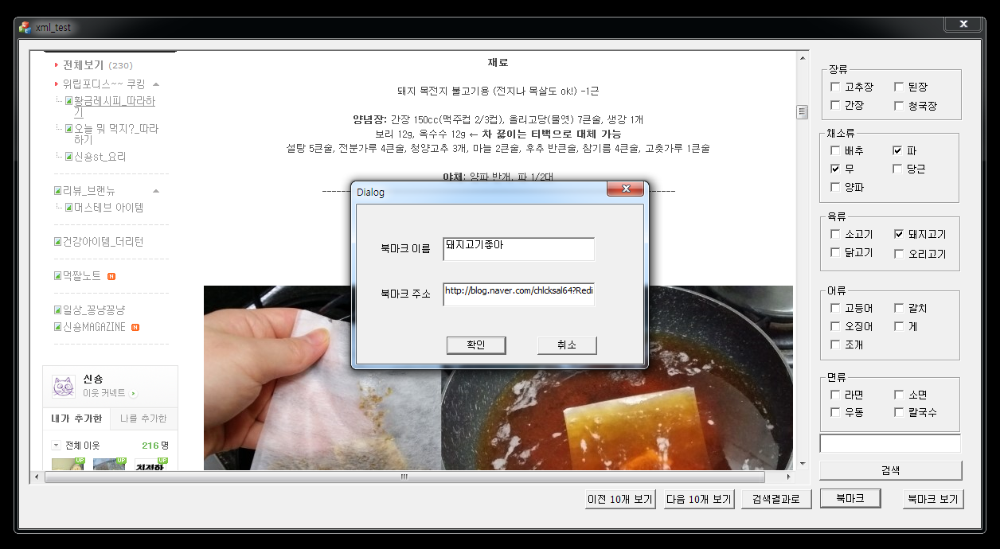 xml_test
전체보기 (230)
위립포디스~~ 쿠킹
황금레시피_따라하
기
오늘 뭐 먹지?_따라
하기
신숑st_요리
리뷰_브랜뉴
머스테브 아이템
건강아이템_더리턴
먹짤노트 N
일상_꽁냥꽁냥
신숑MAGAZINE N
신숑
이웃 커넥트
내가 추가한 나를 추가한
전체 이웃 216 명
UP UP UP
재료
돼지 목전지 불고기용 (전지나 목살도 ok!) -1근
양념장: 간장 150cc(맥주컵 2/3컵), 올리고당(물엿) 7큰술, 생강 1개
보리 12g, 옥수수 12g ← 차 끓이는 티백으로 대체 가능
설탕 5큰술, 전분가루 4큰술, 청양고추 3개, 마늘 2큰술, 후추 반큰술, 참기름 4큰술, 고춧가루 1큰술
야채: 양파 반개, 파 1/2대
Dialog
북마크 이름 돼지고기좋아
북마크 주소 http://blog.naver.com/chlcksal64?Redi
확인 취소
장류
고추장 된장
간장 청국장
채소류
배추 파
무 당근
양파
육류
소고기 돼지고기
닭고기 오리고기
어류
고등어 갈치
오징어 게
조개
면류
라면 소면
우동 칼국수
검색
이전 10개 보기 다음 10개 보기 검색결과로 북마크 북마크 보기